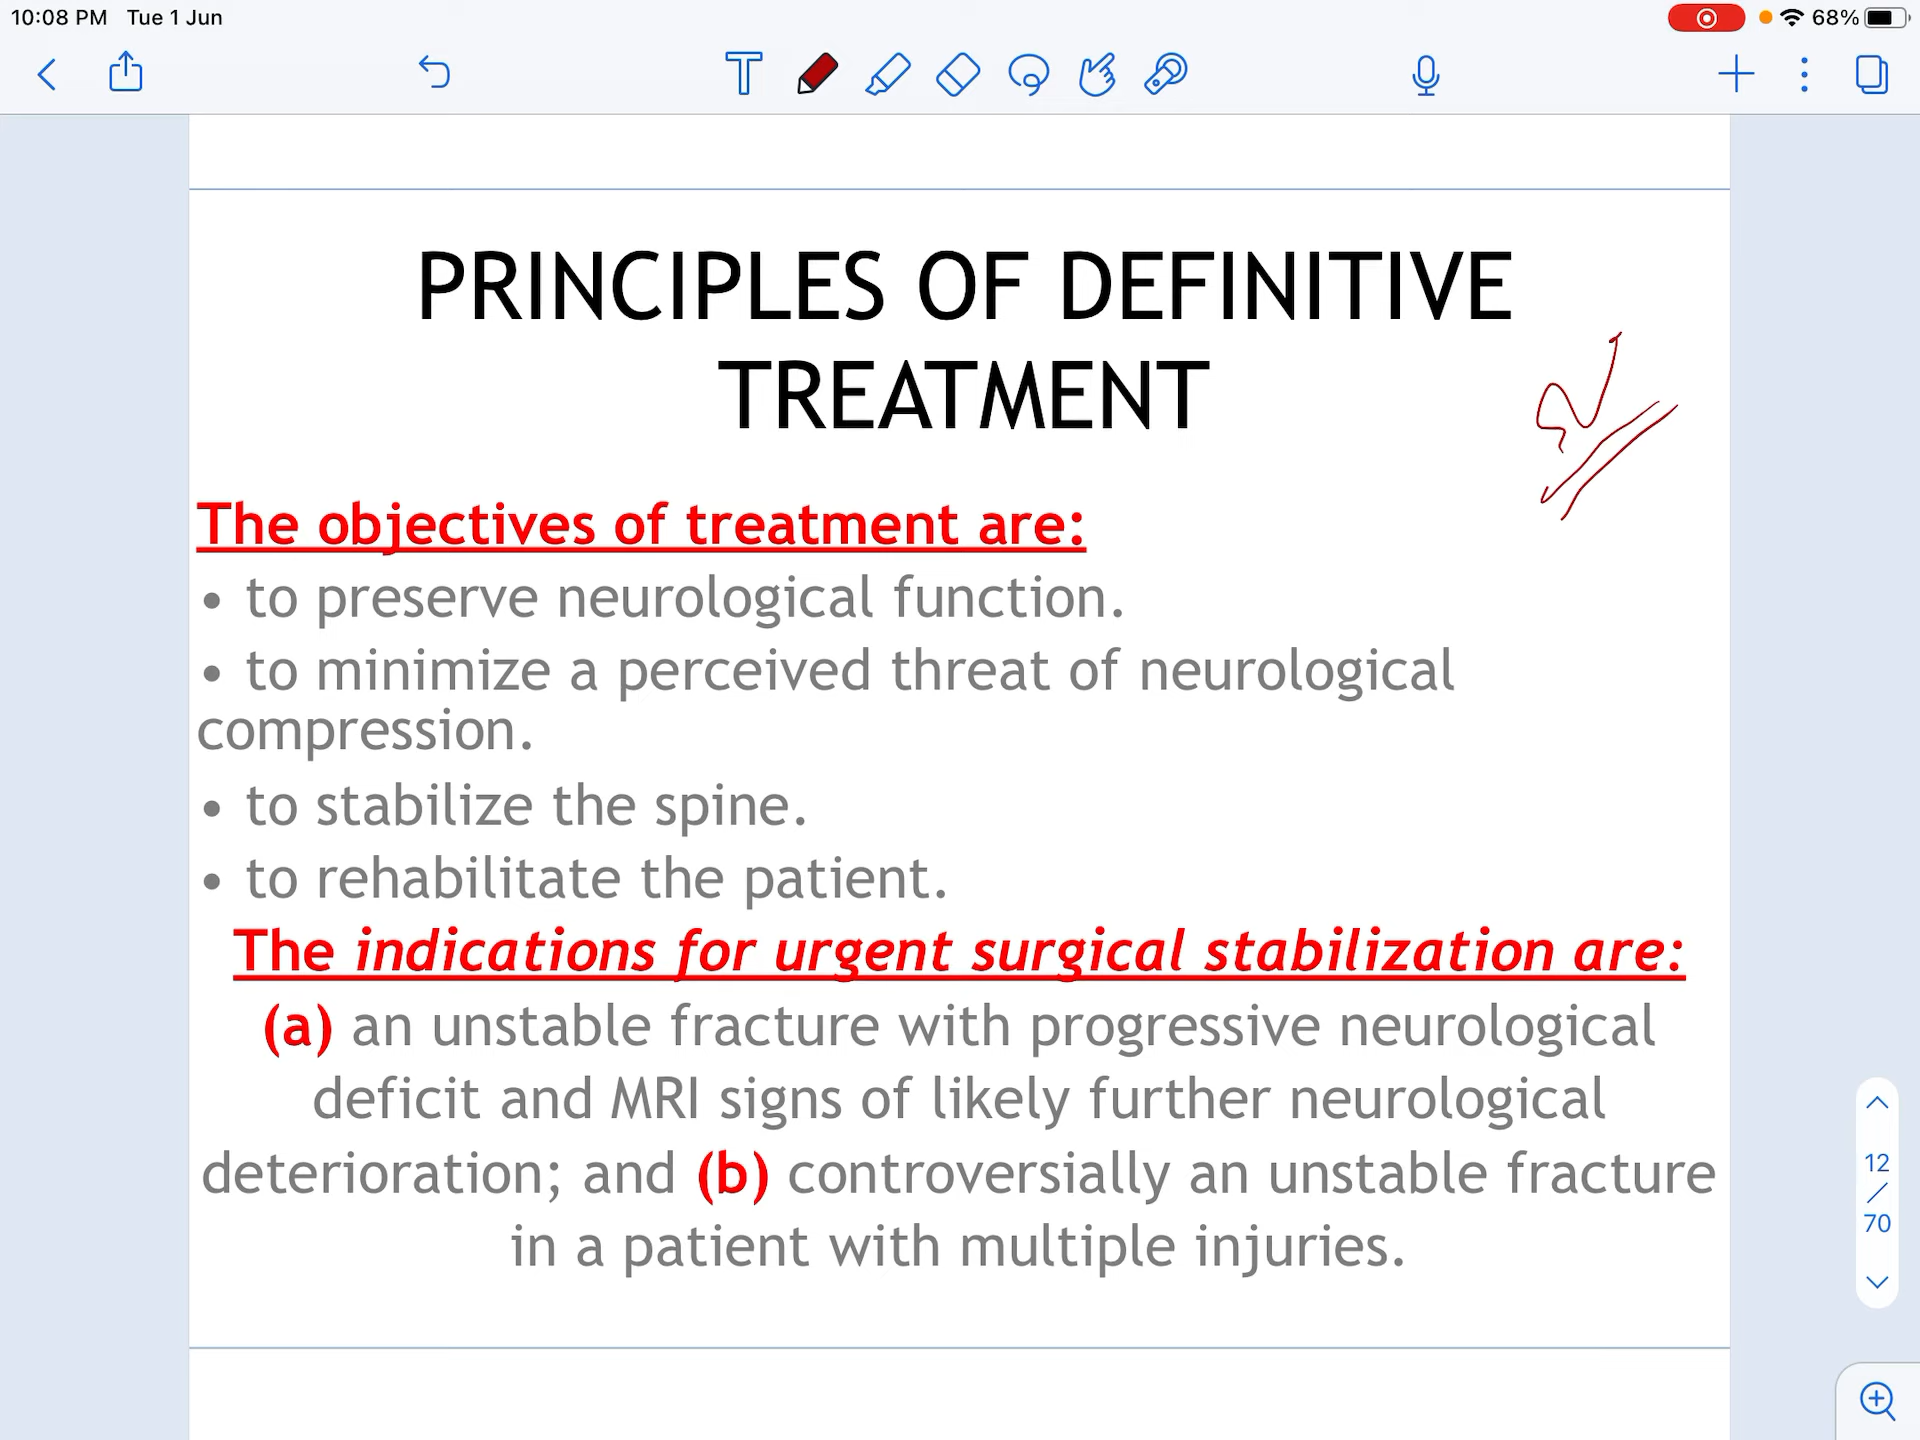 10:08 PM Tue 1 Jun
68%
T
PRINCIPLES OF DEFINITIVE
TREATMENT
The objectives of treatment are:
• to preserve neurological function.
• to minimize a perceived threat of neurological
compression.
• to stabilize the spine.
• to rehabilitate the patient.
The indications for urgent surgical stabilization are:
(a) an unstable fracture with progressive neurological
deficit and MRI signs of likely further neurological
deterioration; and (b) controversially an unstable fracture
in a patient with multiple injuries.
12
/
70